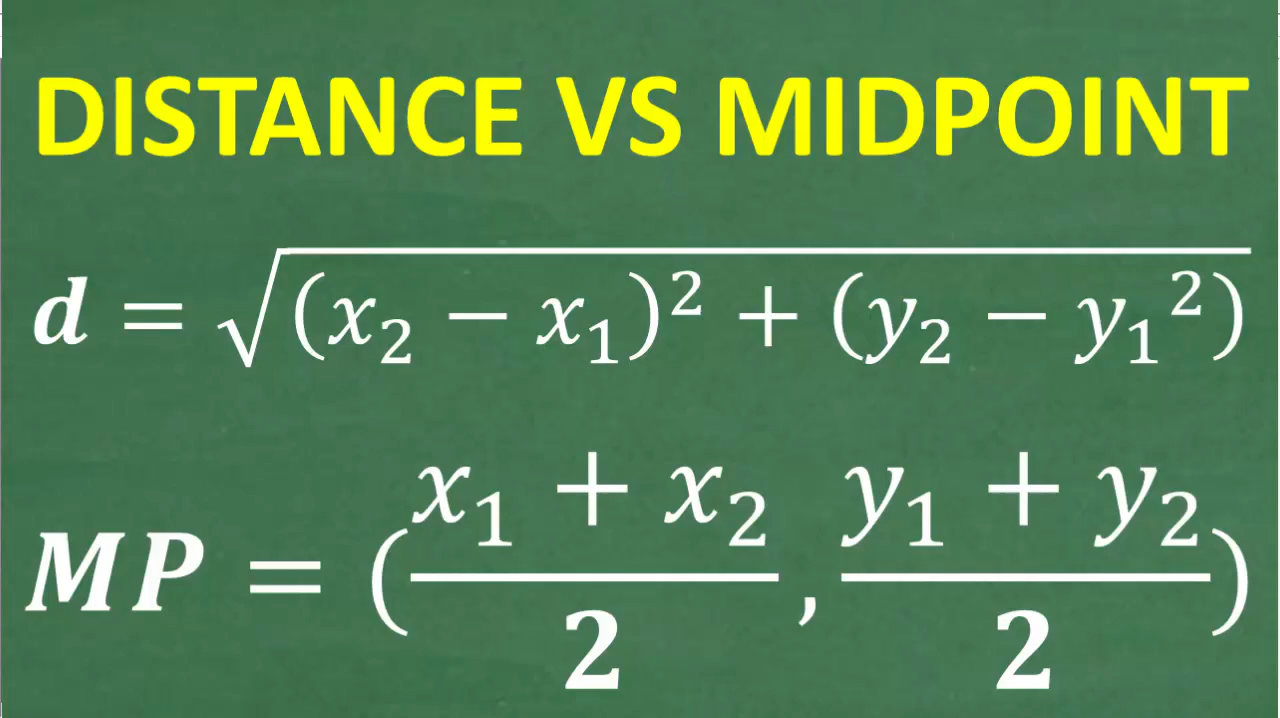 DISTANCE VS MIDPOINT
d = √(x₂ − x₁)² + (y₂ − y₁²)
MP = (x₁ + x₂/2, y₁ + y₂/2)